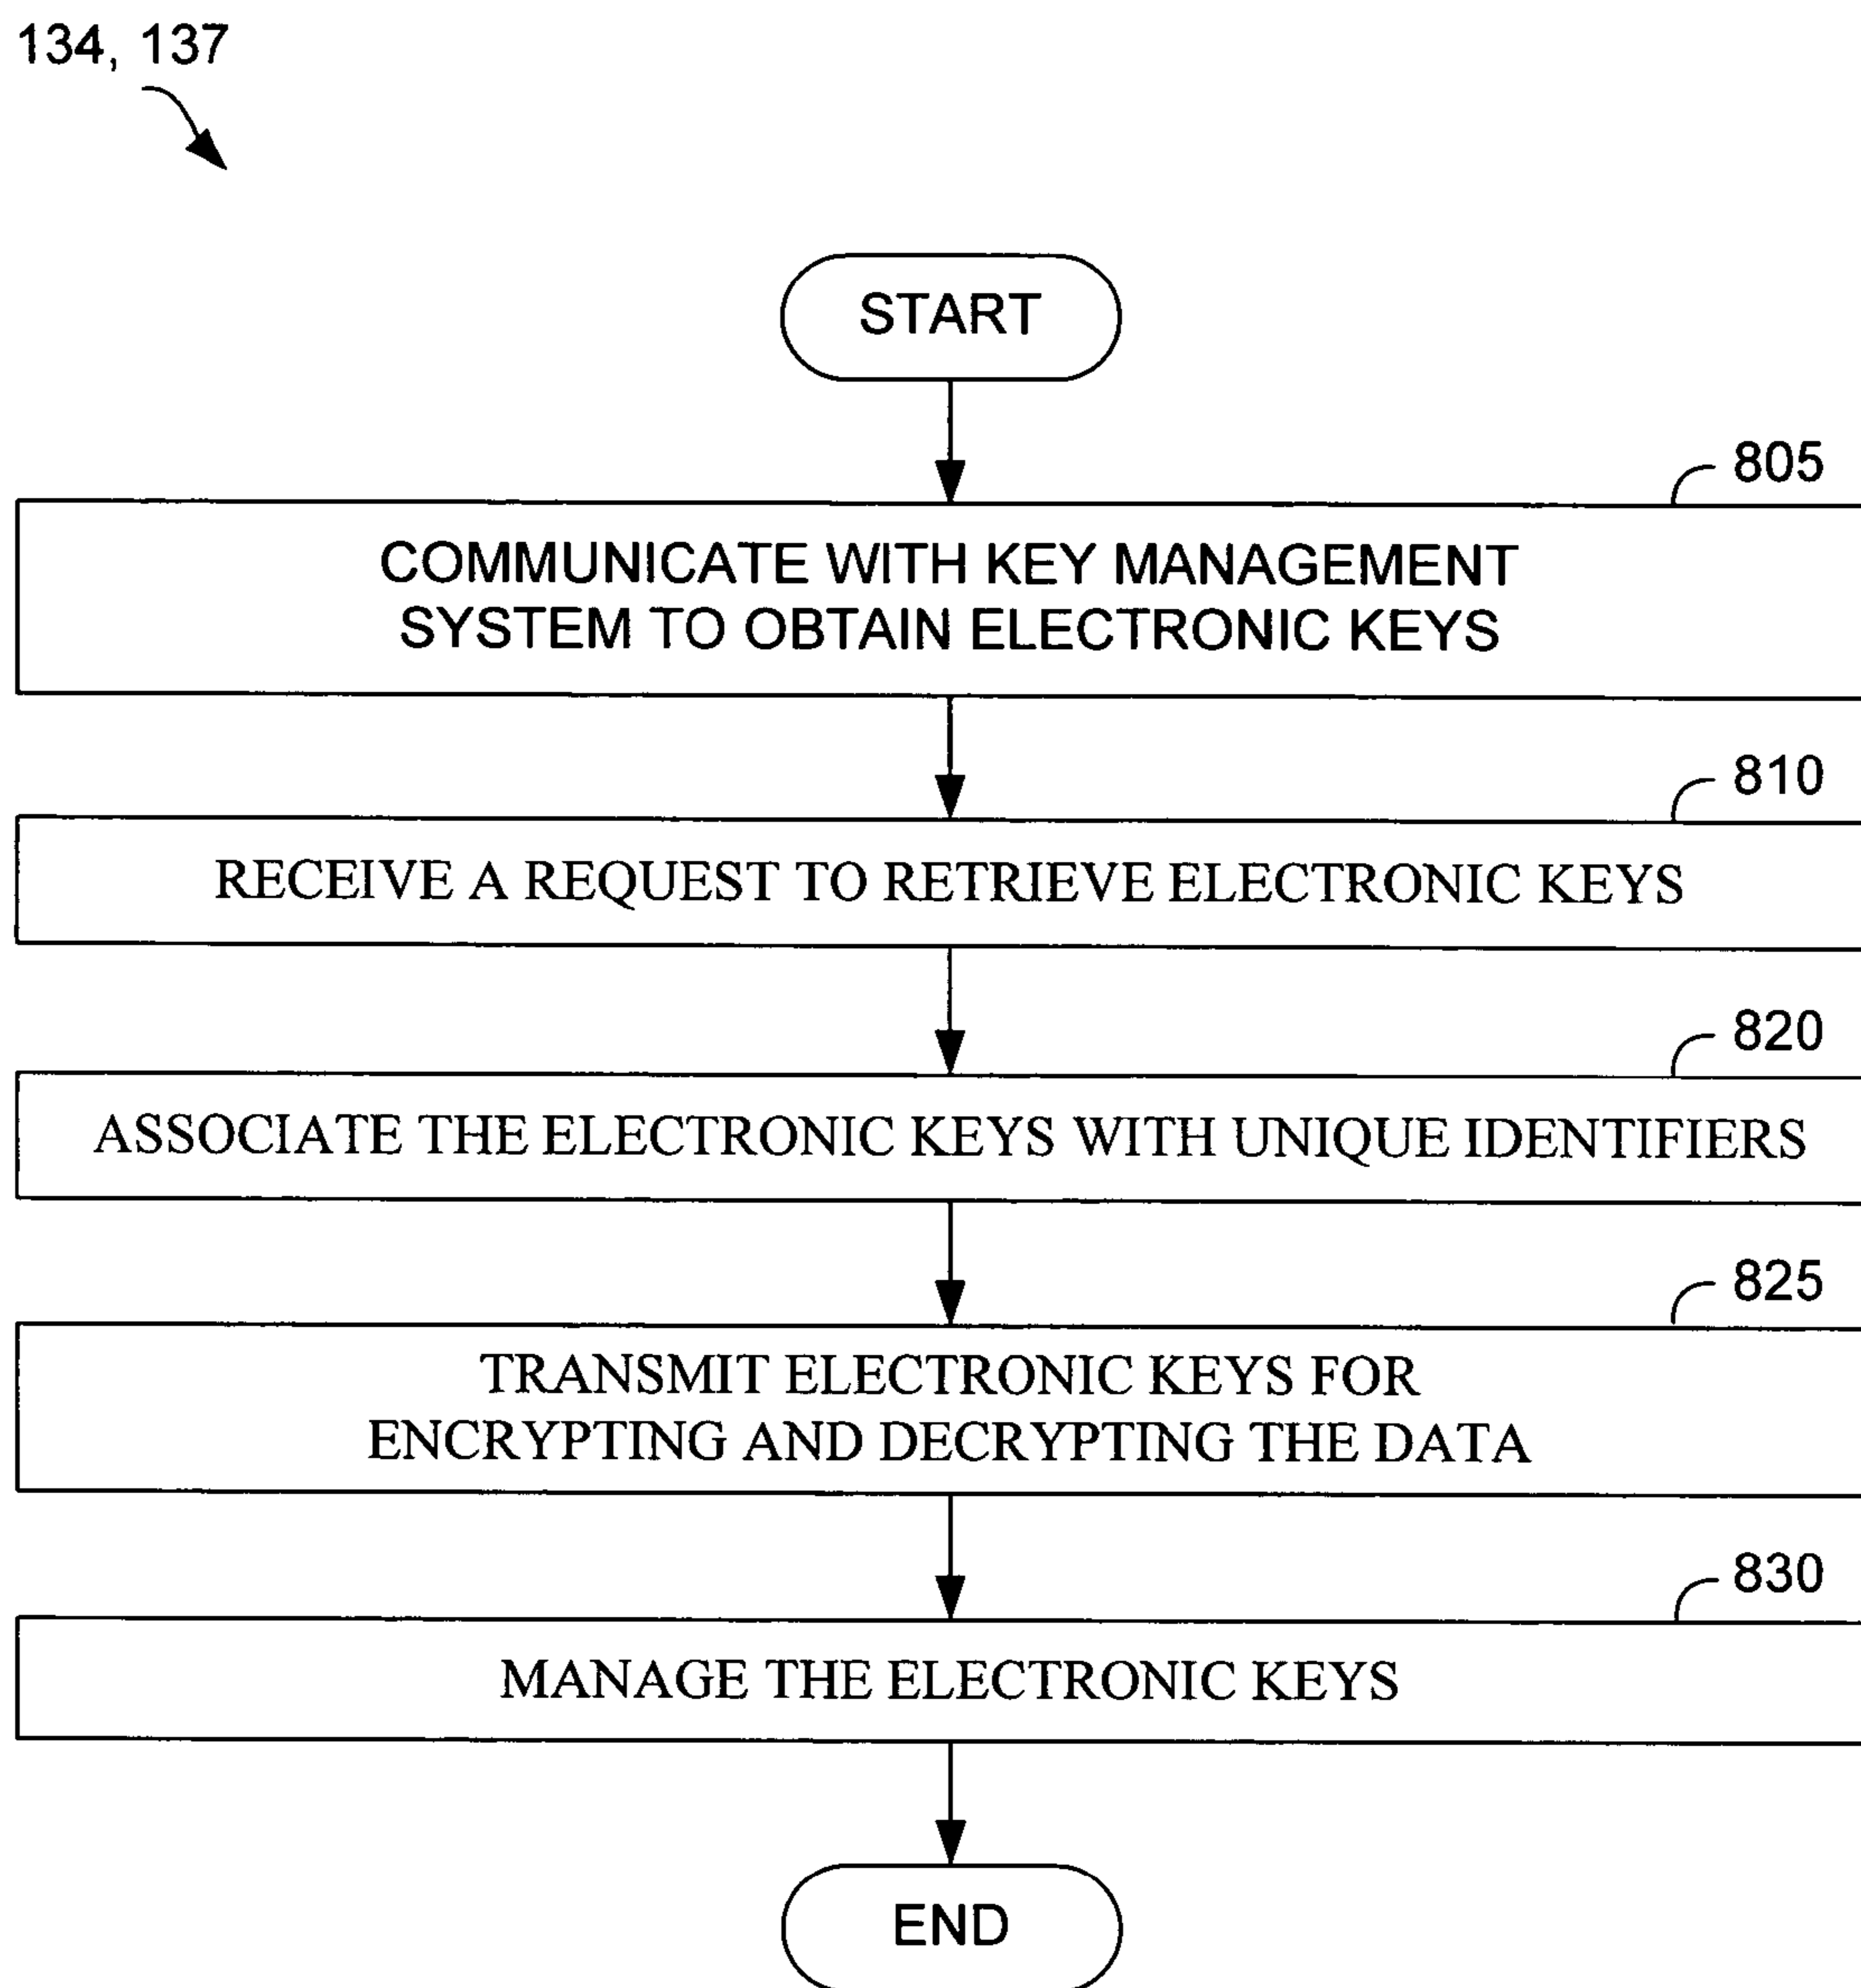 134, 137
START
805
COMMUNICATE WITH KEY MANAGEMENT
SYSTEM TO OBTAIN ELECTRONIC KEYS
810
RECEIVE A REQUEST TO RETRIEVE ELECTRONIC KEYS
820
ASSOCIATE THE ELECTRONIC KEYS WITH UNIQUE IDENTIFIERS
825
TRANSMIT ELECTRONIC KEYS FOR
ENCRYPTING AND DECRYPTING THE DATA
830
MANAGE THE ELECTRONIC KEYS
END